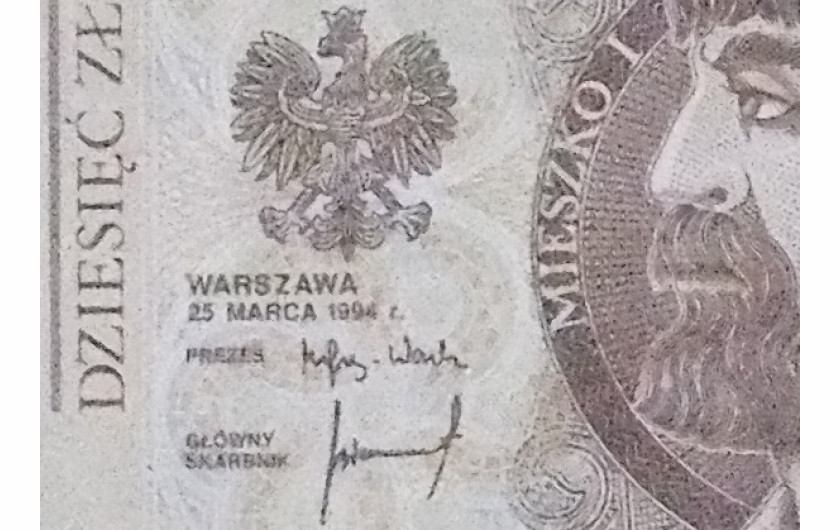 DZIESIĘĆ ZŁ
MIESZKO I
WARSZAWA
25 MARCA 1994 r.
PREZES
GŁÓWNY
SKARBNIK